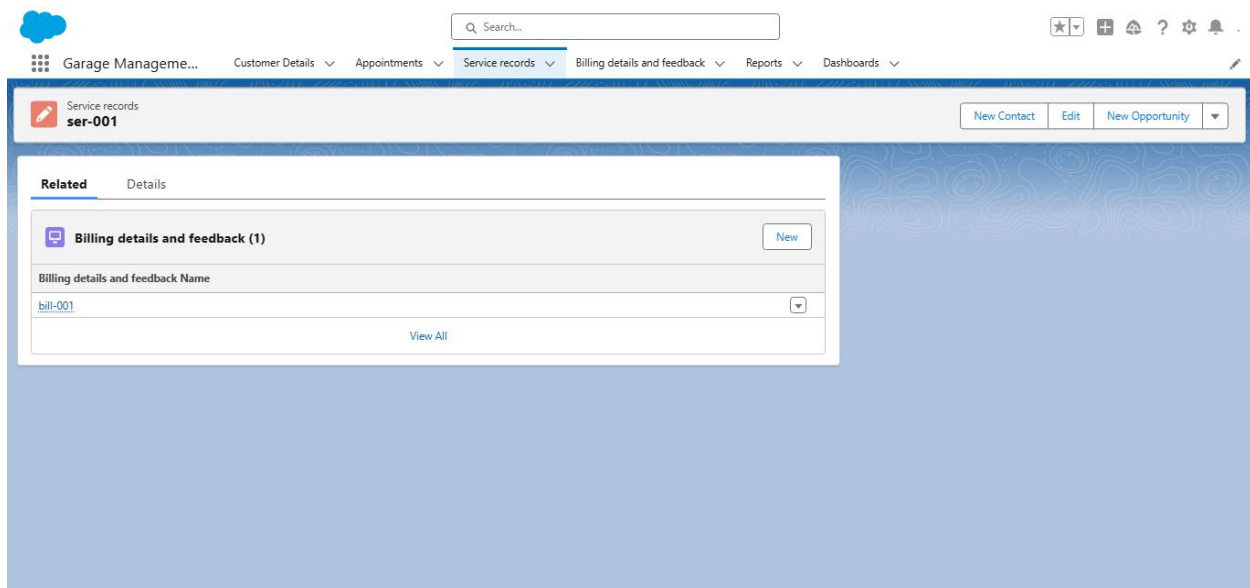 Search...
Garage Manageme...
Customer Details
Appointments
Service records
Billing details and feedback
Reports
Dashboards
Service records
ser-001
New Contact
Edit
New Opportunity
Related
Details
Billing details and feedback (1)
New
Billing details and feedback Name
bill-001
View All